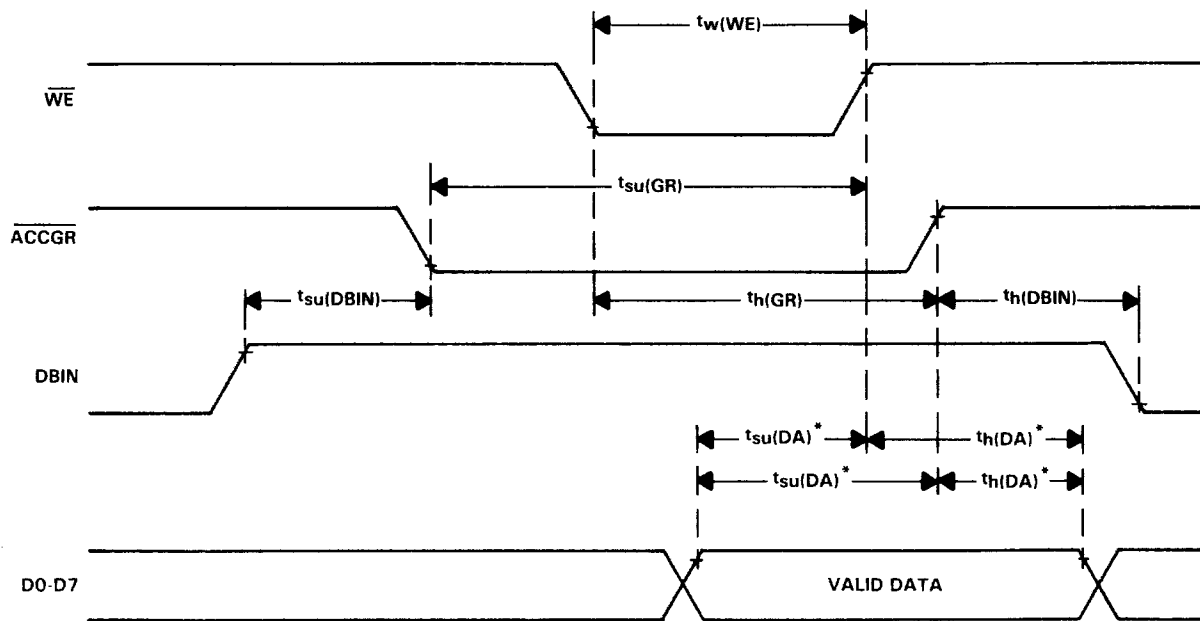 tw(WE)
WE
tsu(GR)
ACCGR
tsu(DBIN)
th(GR)
th(DBIN)
DBIN
tsu(DA)*
th(DA)*
tsu(DA)*
th(DA)*
D0-D7
VALID DATA